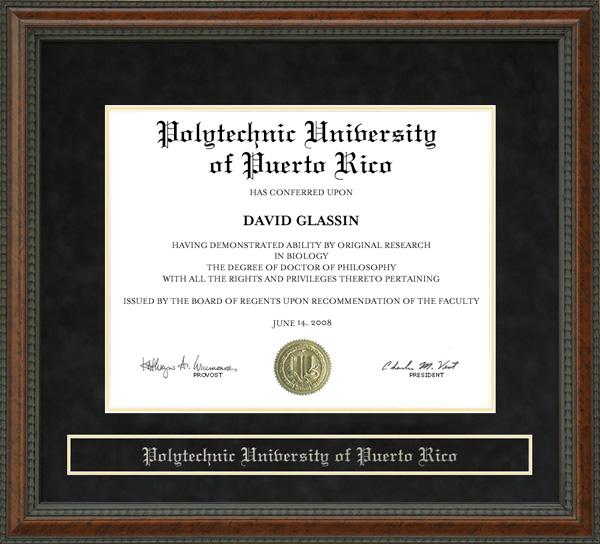 Polytechnic University
of Puerto Rico
HAS CONFERRED UPON
DAVID GLASSIN
HAVING DEMONSTRATED ABILITY BY ORIGINAL RESEARCH
IN BIOLOGY
THE DEGREE OF DOCTOR OF PHILOSOPHY
WITH ALL THE RIGHTS AND PRIVILEGES THERETO PERTAINING
ISSUED BY THE BOARD OF REGENTS UPON RECOMMENDATION OF THE FACULTY
JUNE 14, 2008
Charles M. Vest
PROVOST
PRESIDENT
Polytechnic University of Puerto Rico